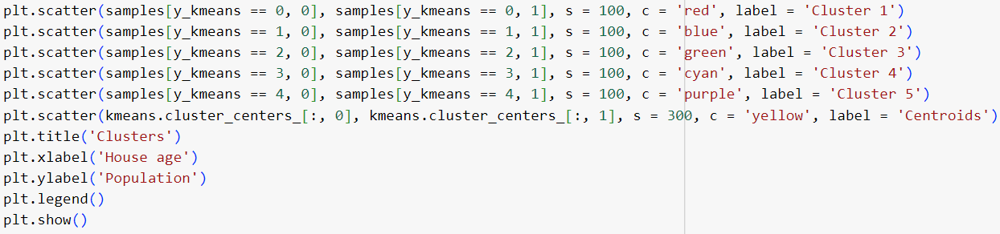 plt.scatter(samples[y_kmeans == 0, 0], samples[y_kmeans == 0, 1], s = 100, c = 'red', label = 'Cluster 1')
plt.scatter(samples[y_kmeans == 1, 0], samples[y_kmeans == 1, 1], s = 100, c = 'blue', label = 'Cluster 2')
plt.scatter(samples[y_kmeans == 2, 0], samples[y_kmeans == 2, 1], s = 100, c = 'green', label = 'Cluster 3')
plt.scatter(samples[y_kmeans == 3, 0], samples[y_kmeans == 3, 1], s = 100, c = 'cyan', label = 'Cluster 4')
plt.scatter(samples[y_kmeans == 4, 0], samples[y_kmeans == 4, 1], s = 100, c = 'purple', label = 'Cluster 5')
plt.scatter(kmeans.cluster_centers_[:, 0], kmeans.cluster_centers_[:, 1], s = 300, c = 'yellow', label = 'Centroids')
plt.title('Clusters')
plt.xlabel('House age')
plt.ylabel('Population')
plt.legend()
plt.show()